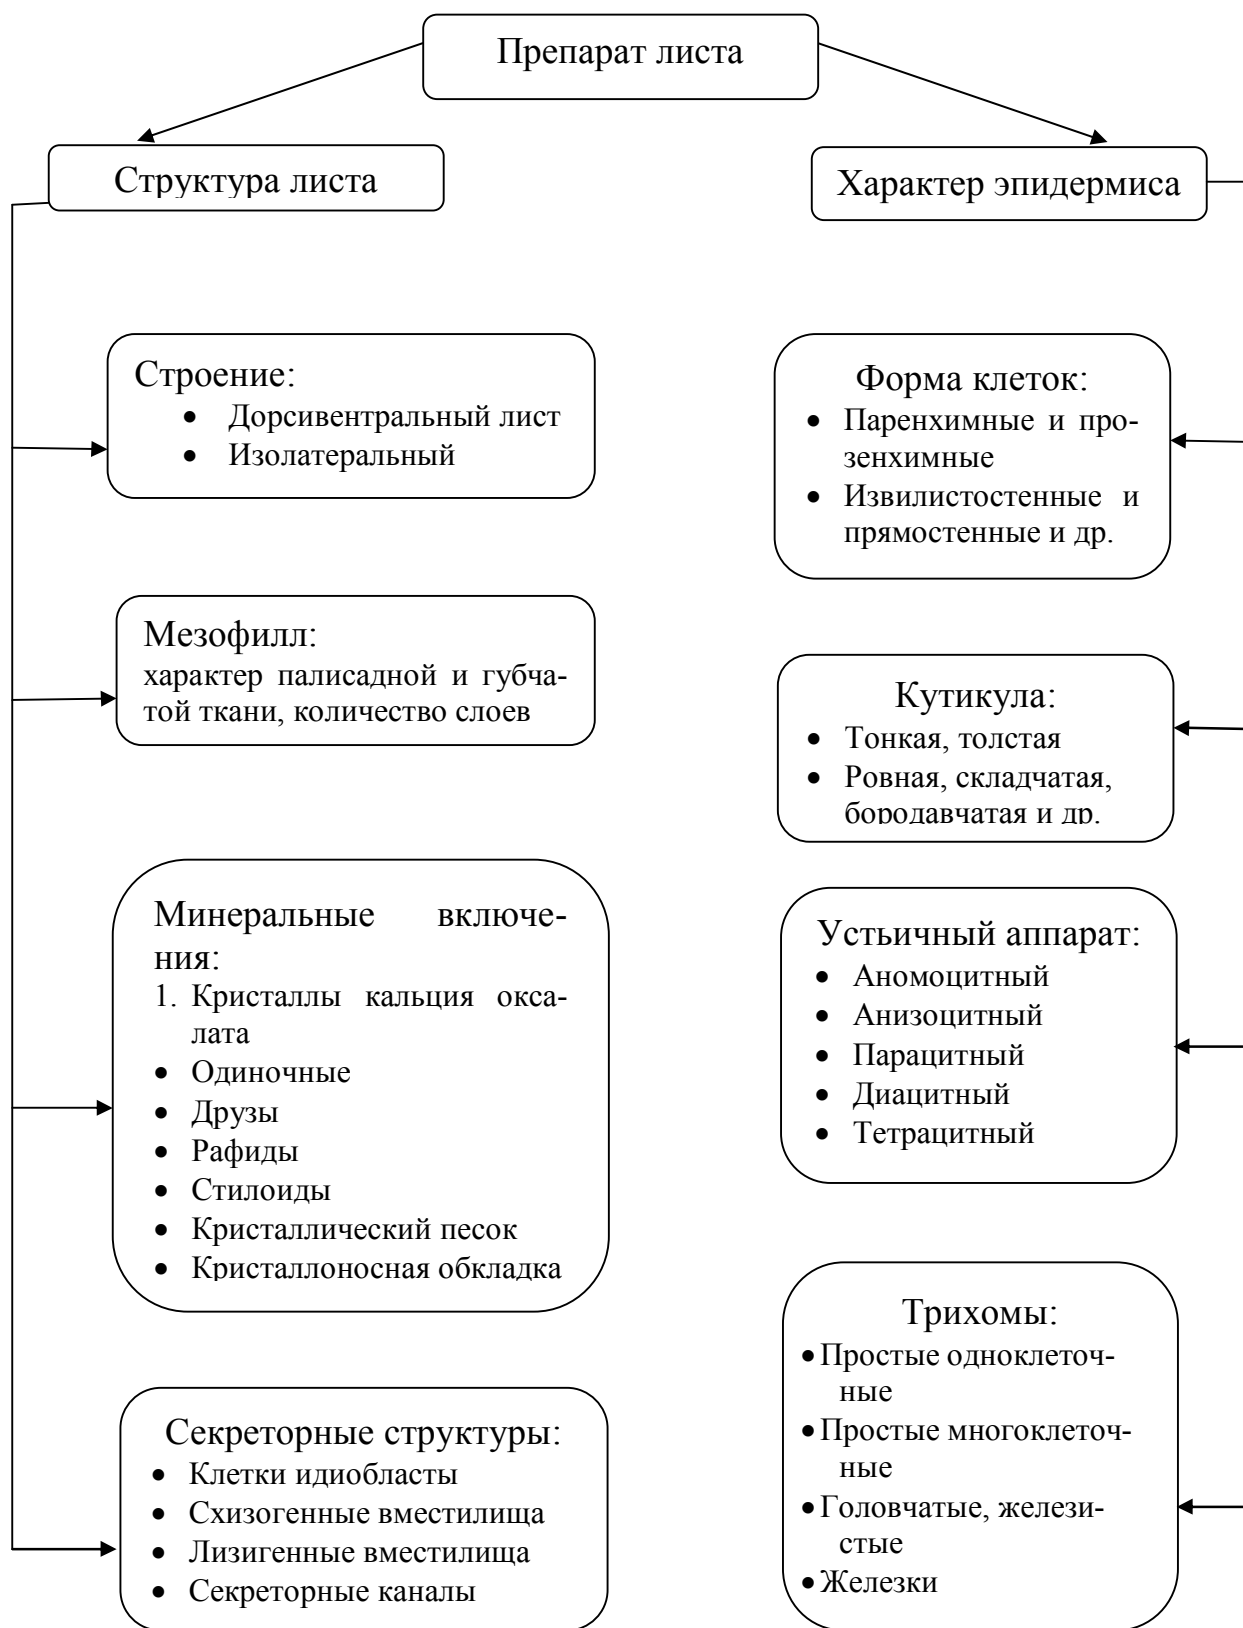 Препарат листа
Структура листа
Характер эпидермиса
Строение:
• Дорсивентральный лист
• Изолатеральный
Мезофилл:
характер палисадной и губча-
той ткани, количество слоев
Минеральные включе-
ния:
1. Кристаллы кальция окса-
лата
• Одиночные
• Друзы
• Рафиды
• Стилоиды
• Кристаллический песок
• Кристаллоносная обкладка
Секреторные структуры:
• Клетки идиобласты
• Схизогенные вместилища
• Лизигенные вместилища
• Секреторные каналы
Форма клеток:
• Паренхимные и про-
зенхимные
• Извилистостенные и
прямостенные и др.
Кутикула:
• Тонкая, толстая
• Ровная, складчатая,
бородавчатая и др.
Устьичный аппарат:
• Аномоцитный
• Анизоцитный
• Парацитный
• Диацитный
• Тетрацитный
Трихомы:
• Простые одноклеточ-
ные
• Простые многоклеточ-
ные
• Головчатые, желези-
стые
• Железки